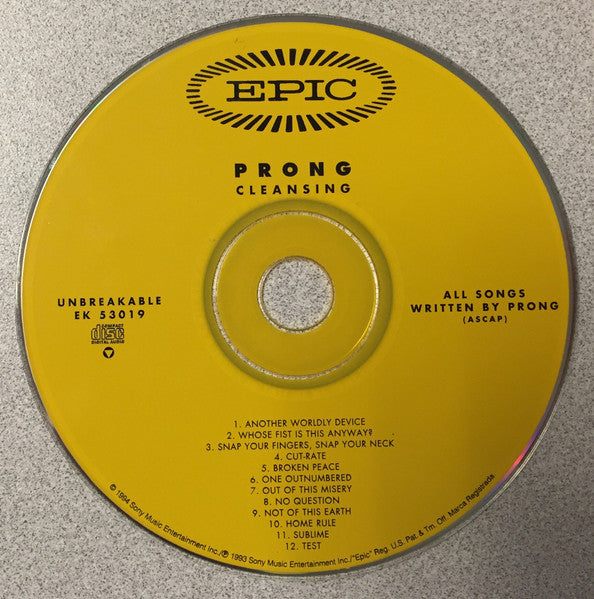 EPIC
PRONG
CLEANSING
UNBREAKABLE
EK 53019
COMPACT
disc
DIGITAL AUDIO
ALL SONGS
WRITTEN BY PRONG
(ASCAP)
1. ANOTHER WORLDLY DEVICE
2. WHOSE FIST IS THIS ANYWAY?
3. SNAP YOUR FINGERS, SNAP YOUR NECK
4. CUT-RATE
5. BROKEN PEACE
6. ONE OUTNUMBERED
7. OUT OF THIS MISERY
8. NO QUESTION
9. NOT OF THIS EARTH
10. HOME RULE
11. SUBLIME
12. TEST
© 1994 Sony Music Entertainment Inc./℗ 1993 Sony Music Entertainment Inc./"Epic" Reg. U.S. Pat. & Tm. Off. Marca Registrada.